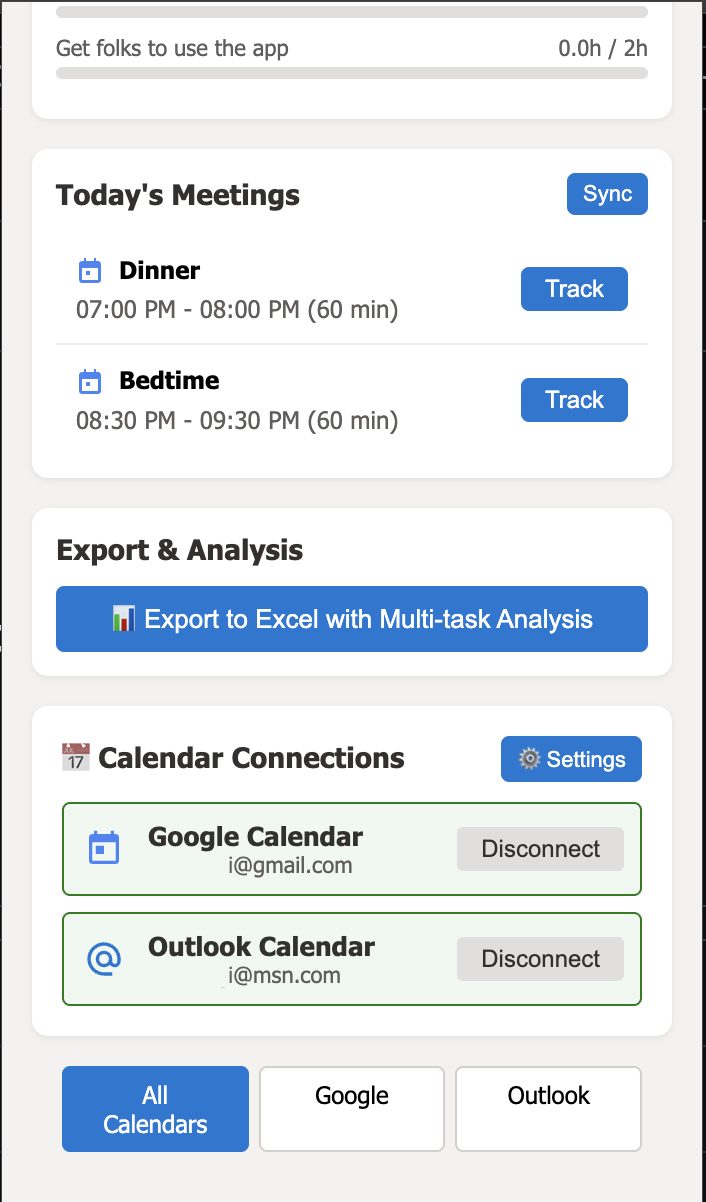 Get folks to use the app 0.0h / 2h
Today's Meetings Sync
Dinner
07:00 PM - 08:00 PM (60 min) Track
Bedtime
08:30 PM - 09:30 PM (60 min) Track
Export & Analysis
Export to Excel with Multi-task Analysis
17 Calendar Connections Settings
Google Calendar
i@gmail.com Disconnect
Outlook Calendar
i@msn.com Disconnect
All
Calendars
Google
Outlook